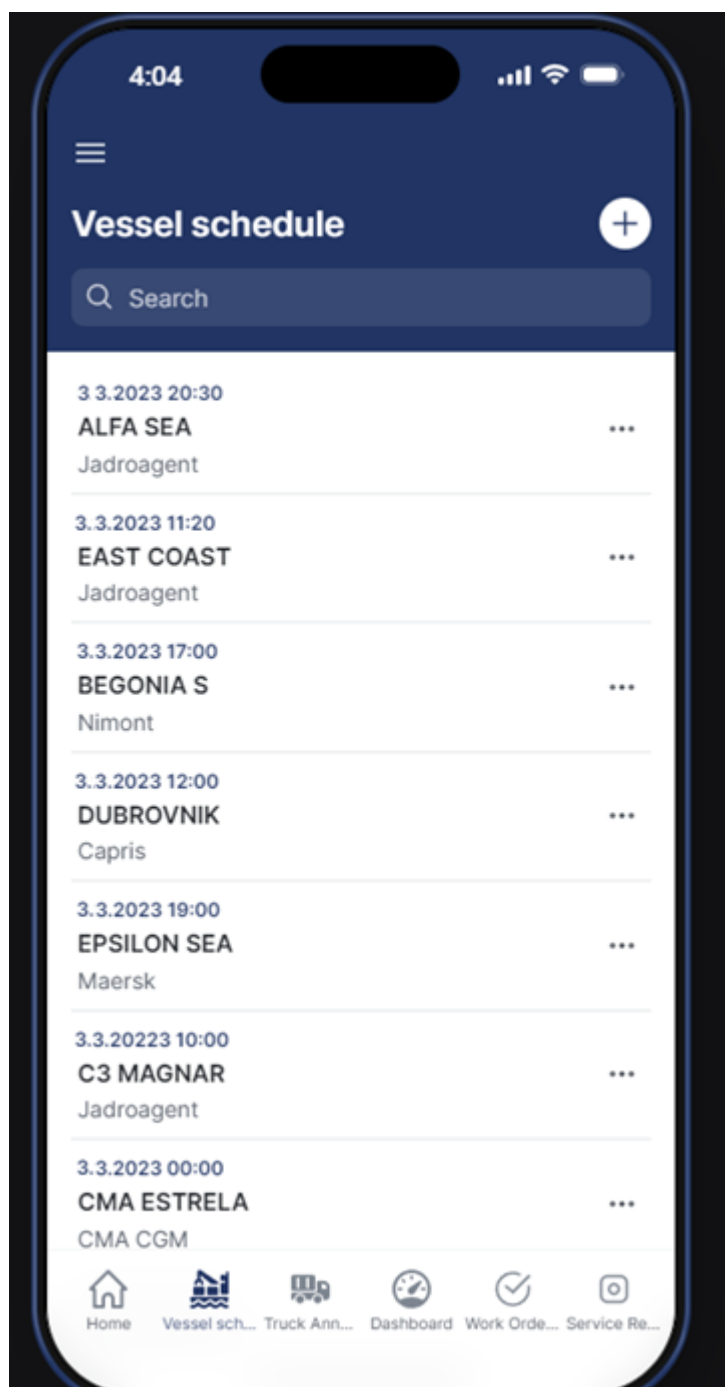 4:04
Vessel schedule
Search
3 3.2023 20:30
ALFA SEA
Jadroagent
3.3.2023 11:20
EAST COAST
Jadroagent
3.3.2023 17:00
BEGONIA S
Nimont
3.3.2023 12:00
DUBROVNIK
Capris
3.3.2023 19:00
EPSILON SEA
Maersk
3.3.20223 10:00
C3 MAGNAR
Jadroagent
3.3.2023 00:00
CMA ESTRELA
CMA CGM
Home Vessel sch... Truck Ann... Dashboard Work Orde... Service Re...